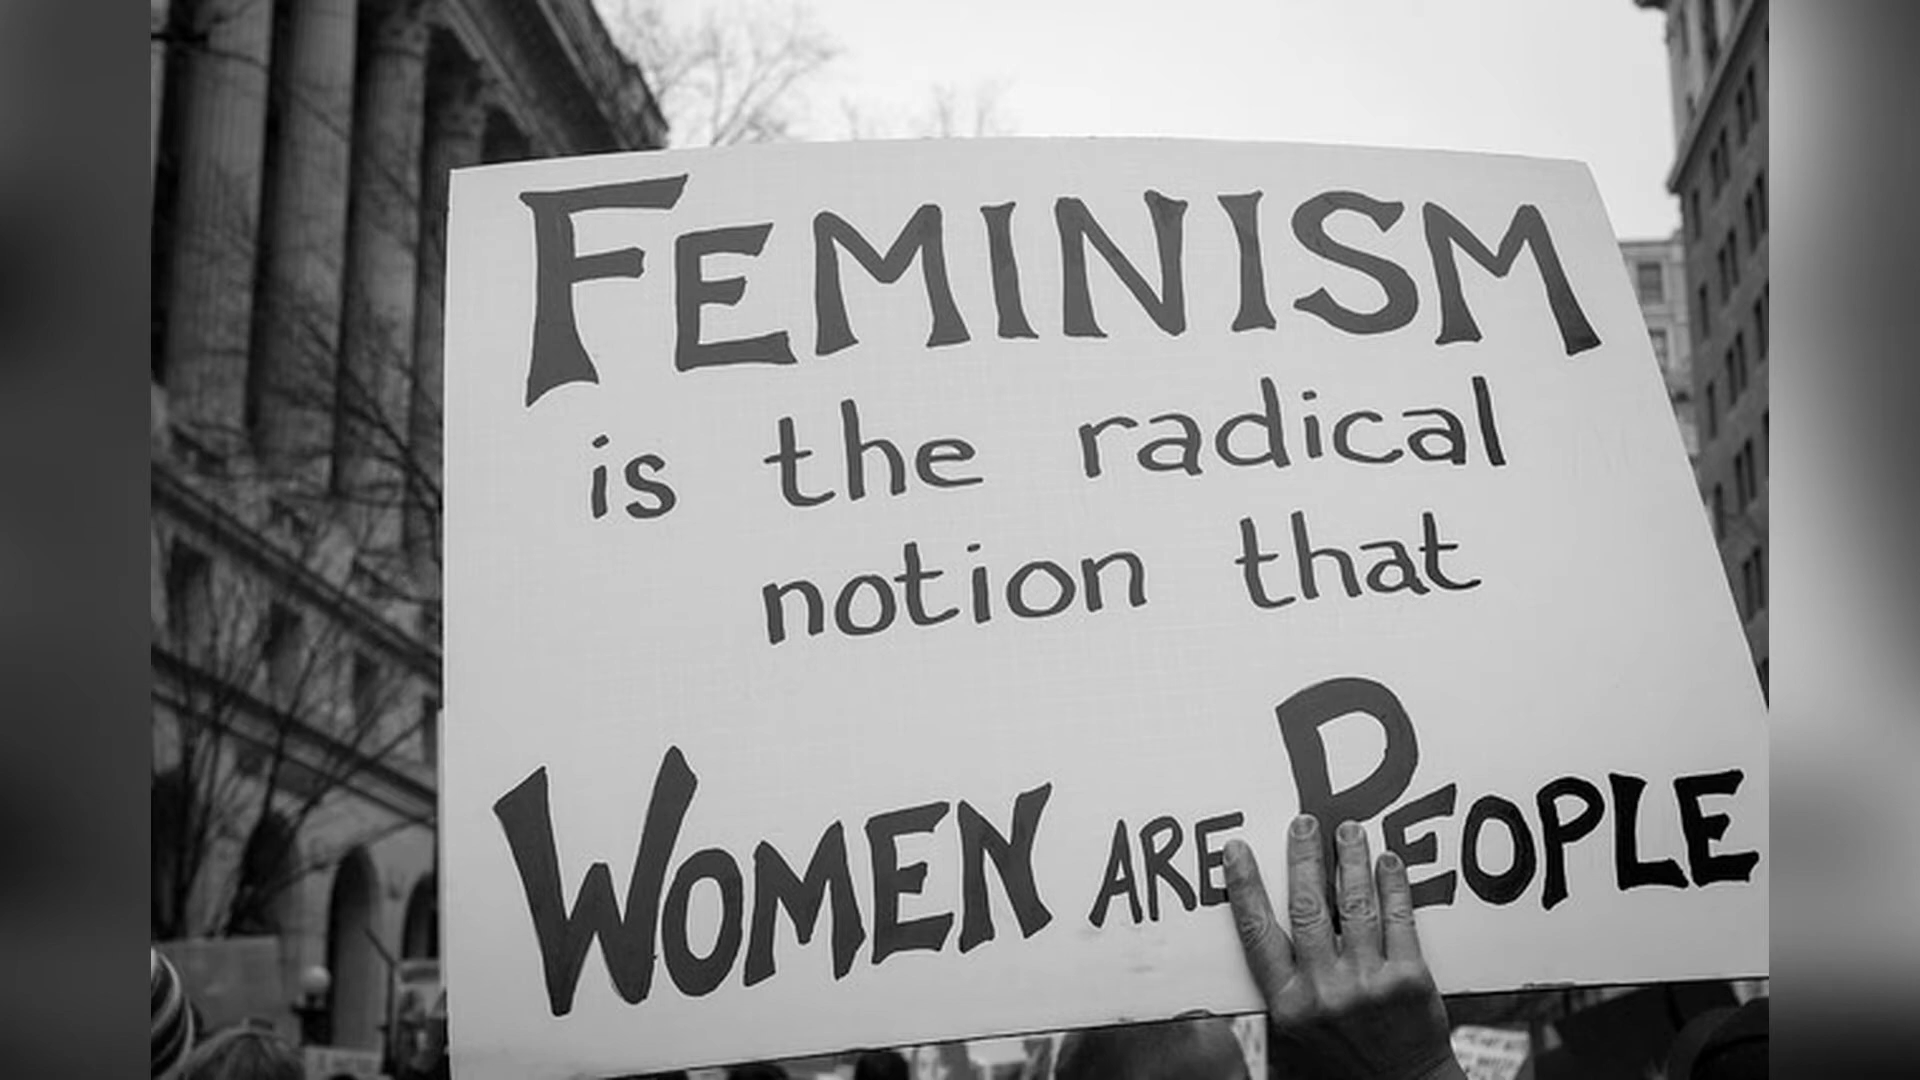 FEMINISM
is the radical
notion that
WOMEN ARE PEOPLE